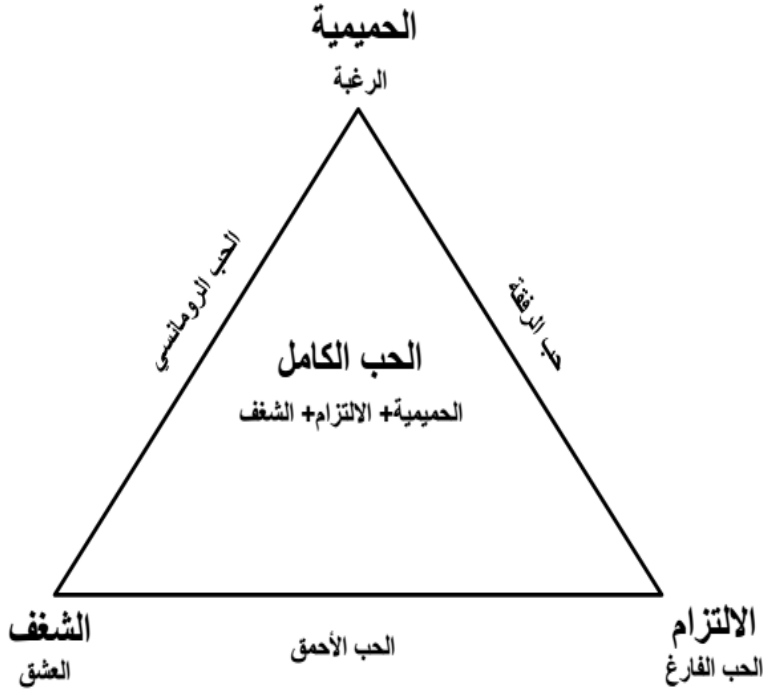 الحميمية
الرغبة
الحب الرومانسي
حب الرفقة
الحب الكامل
الحميمية+ الالتزام+ الشغف
الالتزام
الحب الفارغ
الحب الأحمق
الشغف
العشق